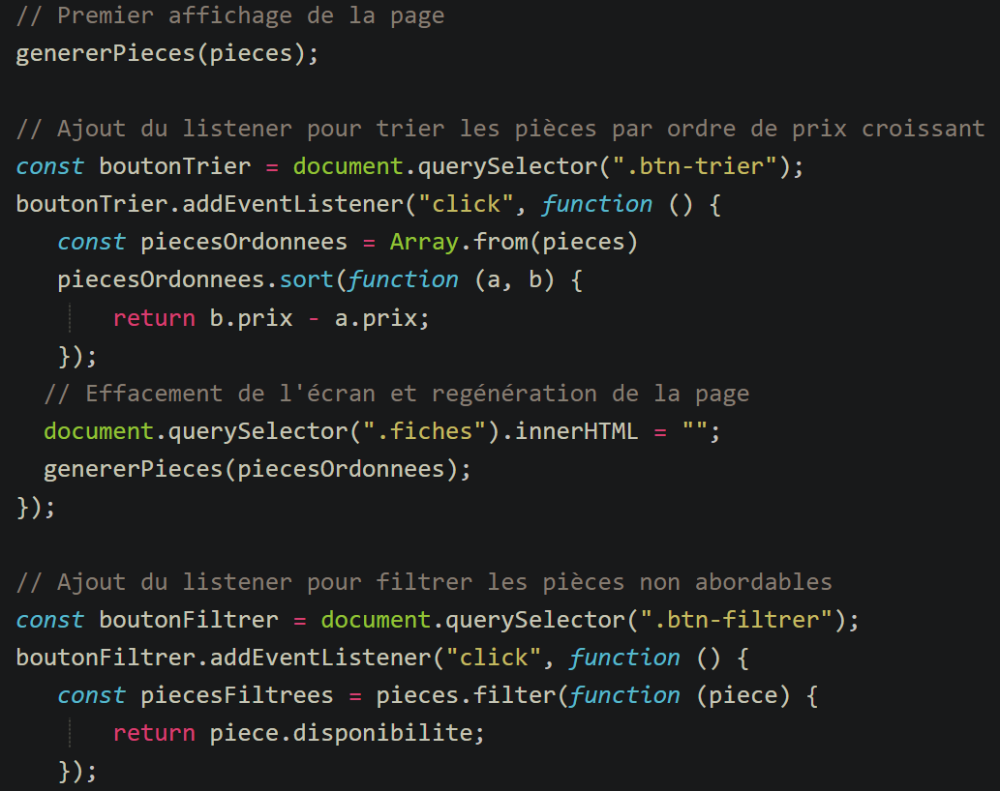 // Premier affichage de la page
genererPieces(pieces);
// Ajout du listener pour trier les pièces par ordre de prix croissant
const boutonTrier = document.querySelector(".btn-trier");
boutonTrier.addEventListener("click", function () {
const piecesOrdonnees = Array.from(pieces)
piecesOrdonnees.sort(function (a, b) {
return b.prix - a.prix;
});
// Effacement de l'écran et regénération de la page
document.querySelector(".fiches").innerHTML = "";
genererPieces(piecesOrdonnees);
});
// Ajout du listener pour filtrer les pièces non abordables
const boutonFiltrer = document.querySelector(".btn-filtrer");
boutonFiltrer.addEventListener("click", function () {
const piecesFiltrees = pieces.filter(function (piece) {
return piece.disponibilite;
});